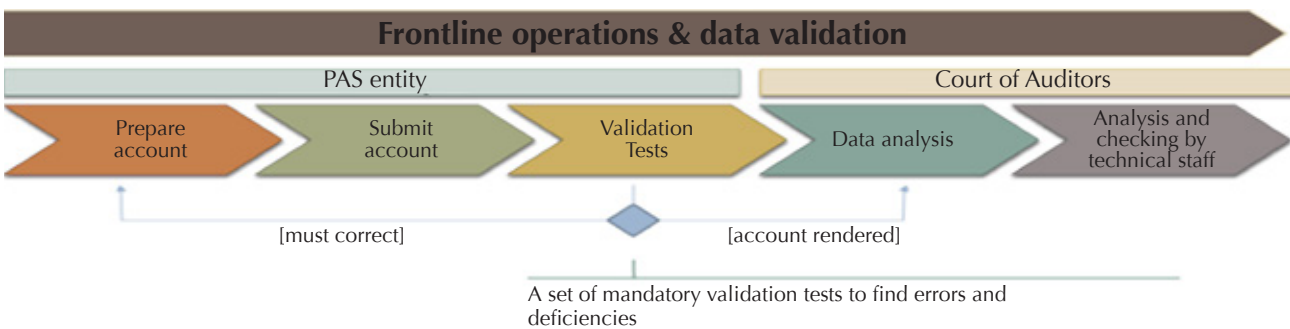 Frontline operations & data validation
PAS entity
Court of Auditors
Prepare
account
Submit
account
Validation
Tests
Data analysis
Analysis and
checking by
technical staff
[must correct]
[account rendered]
A set of mandatory validation tests to find errors and
deficiencies